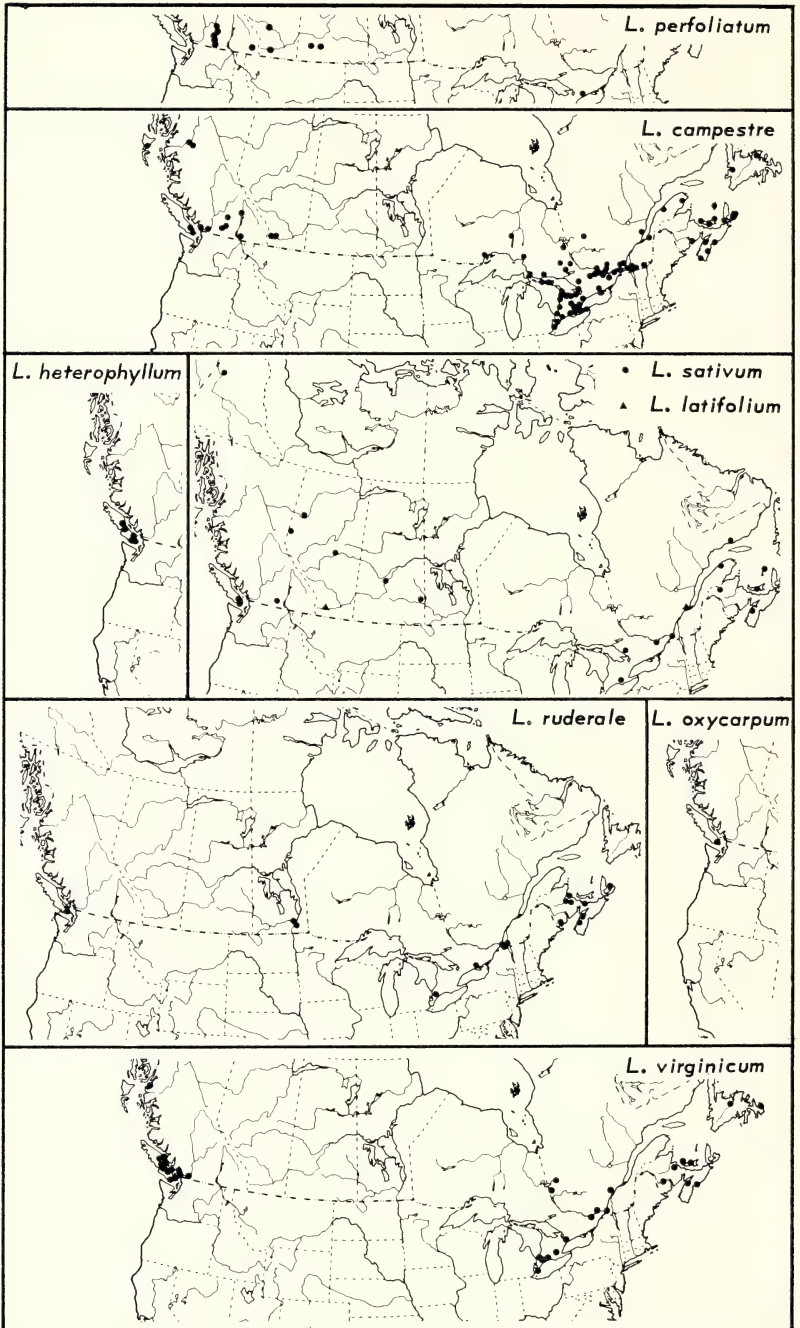 L. perfoliatum
L. campestre
L. heterophyllum
L. sativum
L. latifolium
L. ruderale
L. oxycarpum
L. virginicum